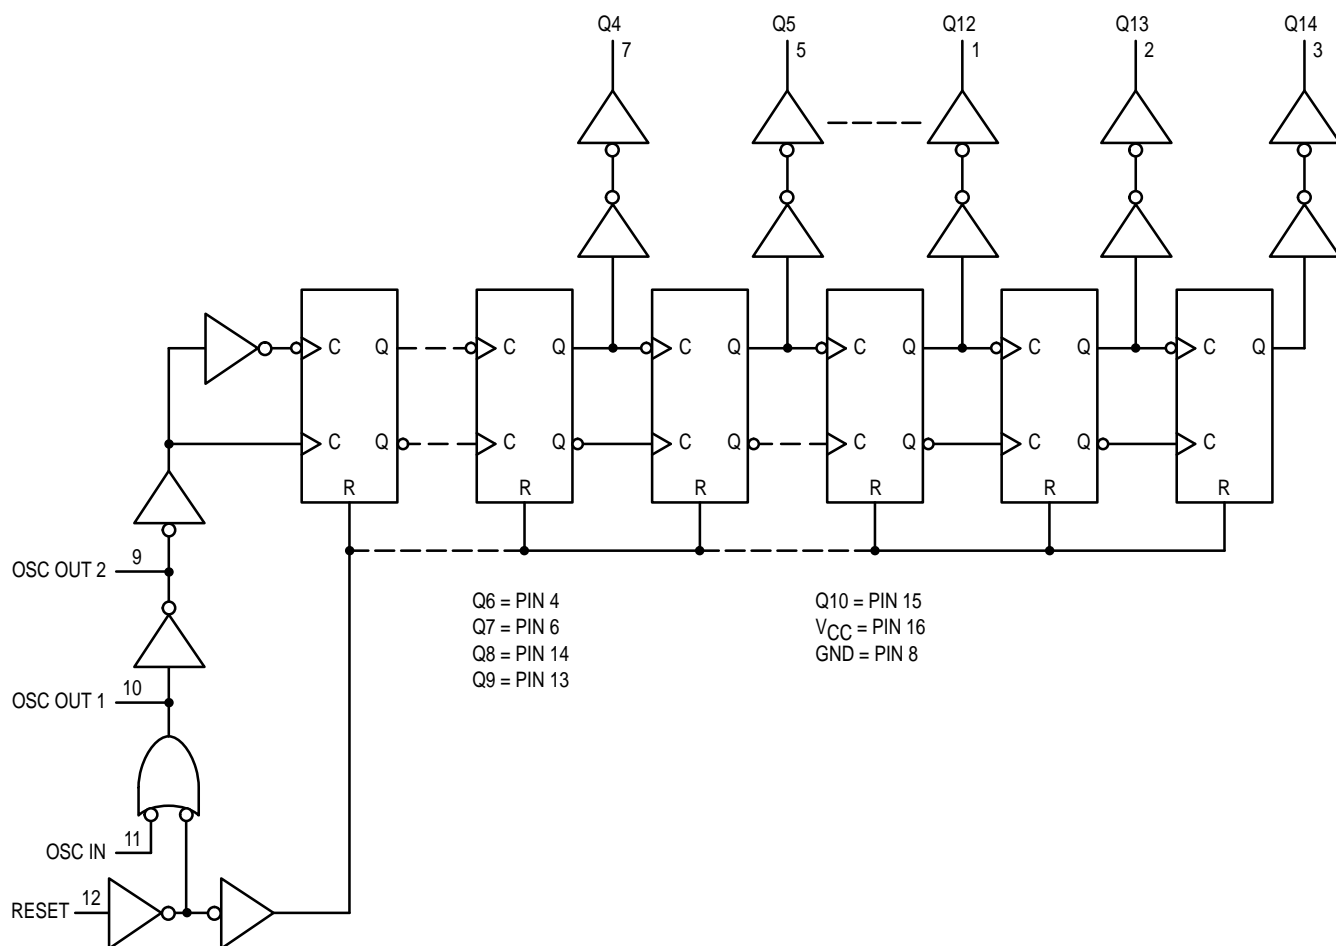 Q4 Q5 Q12 Q13 Q14
7 5 1 2 3
C Q C Q C Q C Q C Q C Q
C Q C Q C Q C Q C Q C
R R R R R R
9
OSC OUT 2
10
OSC OUT 1
Q6 = PIN 4
Q7 = PIN 6
Q8 = PIN 14
Q9 = PIN 13
Q10 = PIN 15
VCC = PIN 16
GND = PIN 8
11
OSC IN
12
RESET